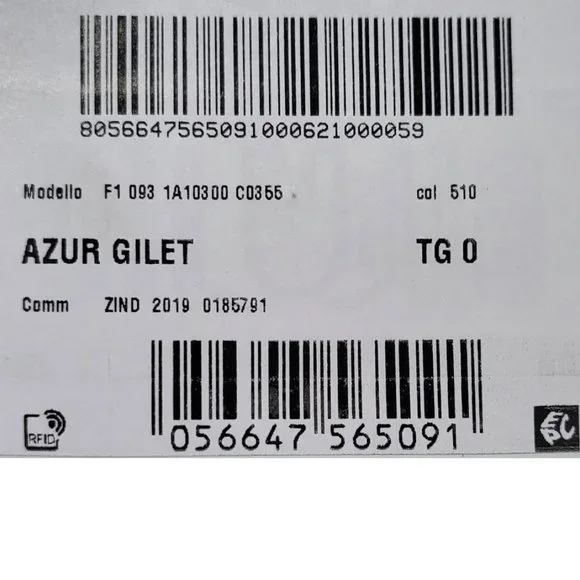 8056647565091000621000059
Modello F1 093 1A10300 C0355 col 510
AZUR GILET TG 0
Comm ZIND 2019 0185791
056647 565091
RFID